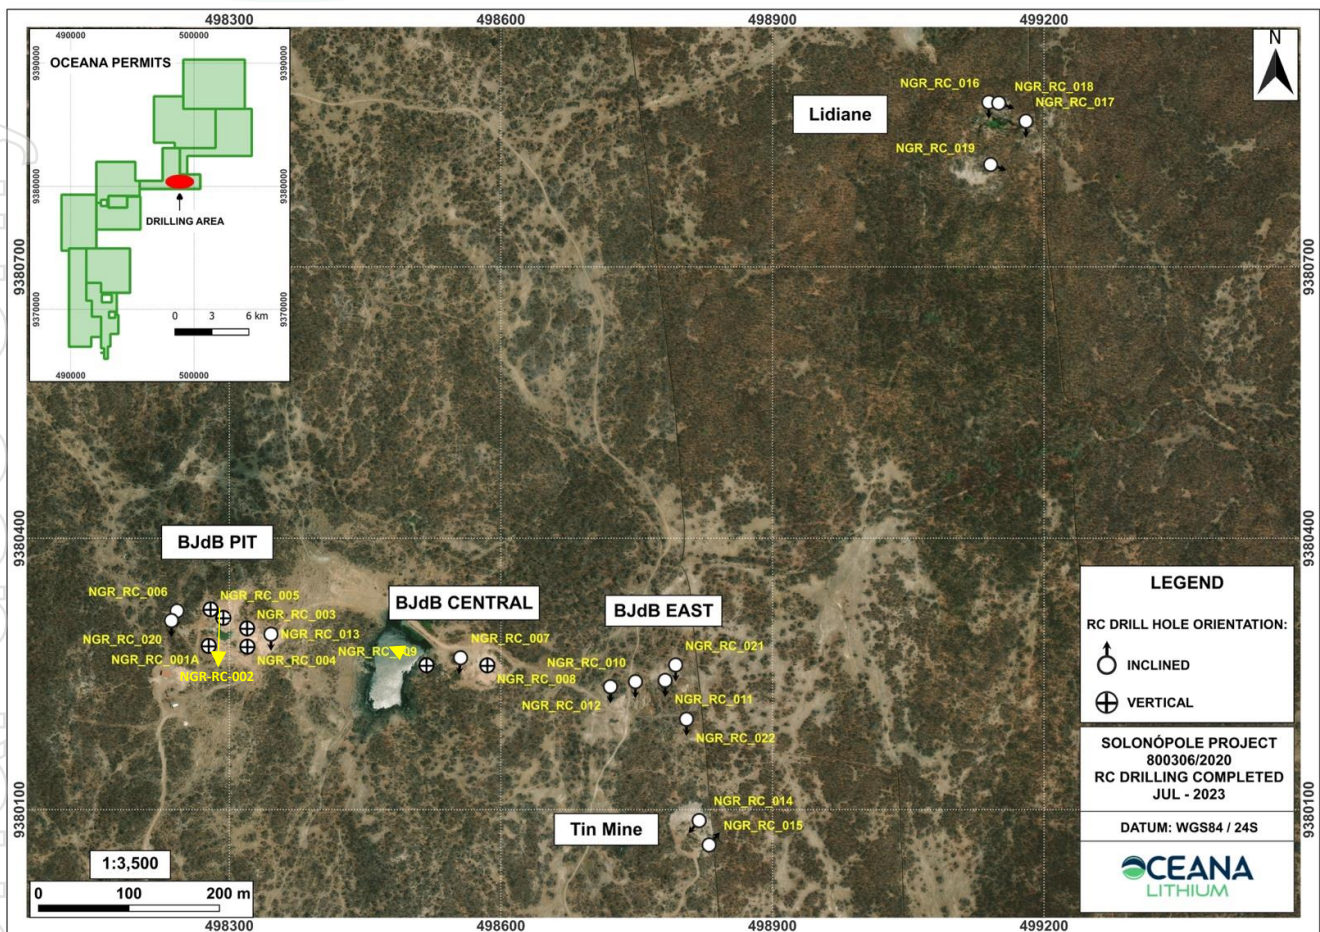 498300
498600
498900
499200
490000
500000
OCEANA PERMITS
9390000
9390000
9380000
9380000
DRILLING AREA
9370000
9370000
0 3 6 km
490000
500000
N
Lidiane
NGR_RC_016
NGR_RC_018
NGR_RC_017
NGR_RC_019
9380700
9380700
9380400
9380400
BJdB PIT
NGR_RC_006
NGR_RC_005
NGR_RC_003
NGR_RC_013
NGR_RC_020
NGR_RC_001A
NGR_RC_004
NGR-RC-002
BJdB CENTRAL
NGR_RC_009
NGR_RC_007
NGR_RC_008
BJdB EAST
NGR_RC_021
NGR_RC_010
NGR_RC_012
NGR_RC_011
NGR_RC_022
Tin Mine
NGR_RC_014
NGR_RC_015
9380100
9380100
LEGEND
RC DRILL HOLE ORIENTATION:
INCLINED
VERTICAL
SOLONÓPOLE PROJECT
800306/2020
RC DRILLING COMPLETED
JUL - 2023
DATUM: WGS84 / 24S
OCEANA
LITHIUM
1:3,500
0 100 200 m
498300
498600
498900
499200